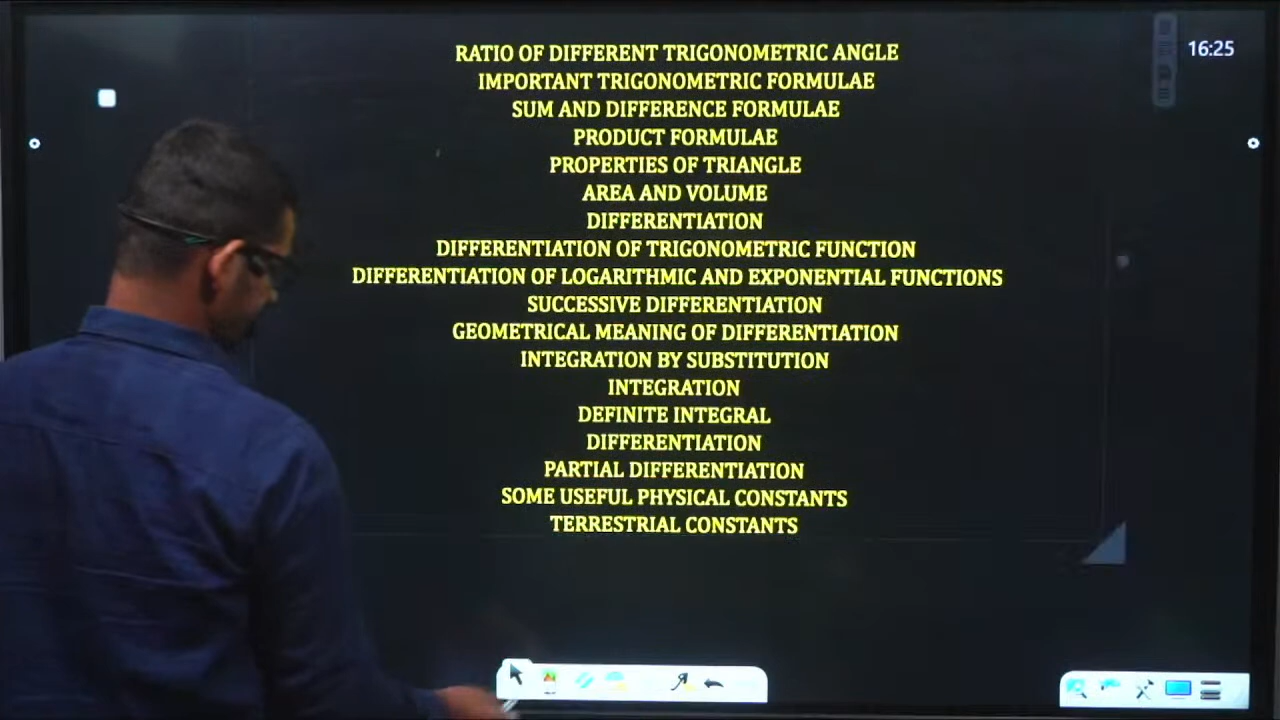 16:25
RATIO OF DIFFERENT TRIGONOMETRIC ANGLE
IMPORTANT TRIGONOMETRIC FORMULAE
SUM AND DIFFERENCE FORMULAE
PRODUCT FORMULAE
PROPERTIES OF TRIANGLE
AREA AND VOLUME
DIFFERENTIATION
DIFFERENTIATION OF TRIGONOMETRIC FUNCTION
DIFFERENTIATION OF LOGARITHMIC AND EXPONENTIAL FUNCTIONS
SUCCESSIVE DIFFERENTIATION
GEOMETRICAL MEANING OF DIFFERENTIATION
INTEGRATION BY SUBSTITUTION
INTEGRATION
DEFINITE INTEGRAL
DIFFERENTIATION
PARTIAL DIFFERENTIATION
SOME USEFUL PHYSICAL CONSTANTS
TERRESTRIAL CONSTANTS